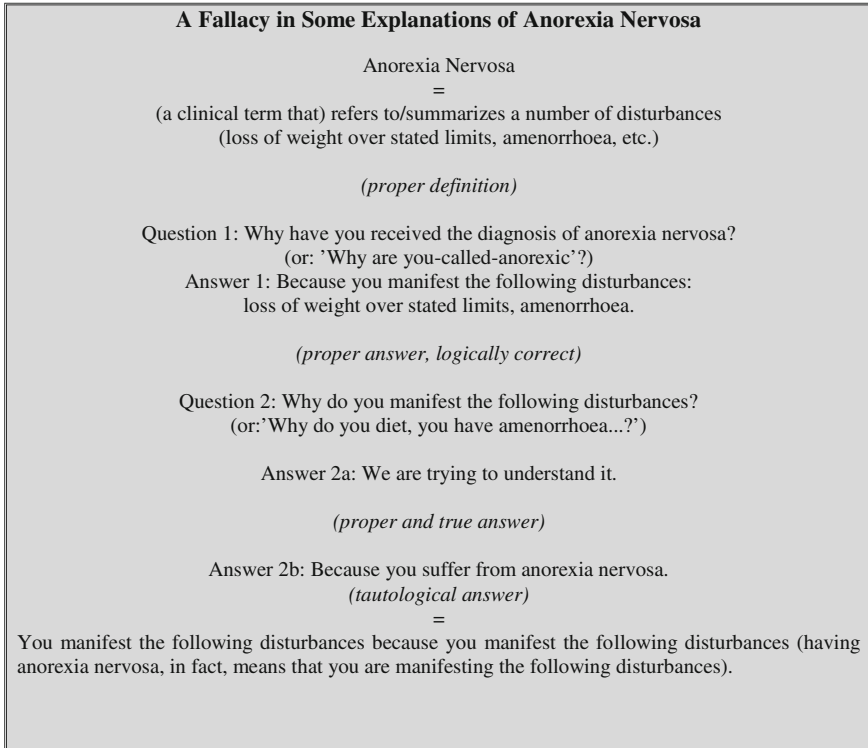 A Fallacy in Some Explanations of Anorexia Nervosa
Anorexia Nervosa
=
(a clinical term that) refers to/summarizes a number of disturbances
(loss of weight over stated limits, amenorrhoea, etc.)
(proper definition)
Question 1: Why have you received the diagnosis of anorexia nervosa?
(or: ’Why are you-called-anorexic’?)
Answer 1: Because you manifest the following disturbances:
loss of weight over stated limits, amenorrhoea.
(proper answer, logically correct)
Question 2: Why do you manifest the following disturbances?
(or:’Why do you diet, you have amenorrhoea...?’)
Answer 2a: We are trying to understand it.
(proper and true answer)
Answer 2b: Because you suffer from anorexia nervosa.
(tautological answer)
=
You manifest the following disturbances because you manifest the following disturbances (having
anorexia nervosa, in fact, means that you are manifesting the following disturbances).